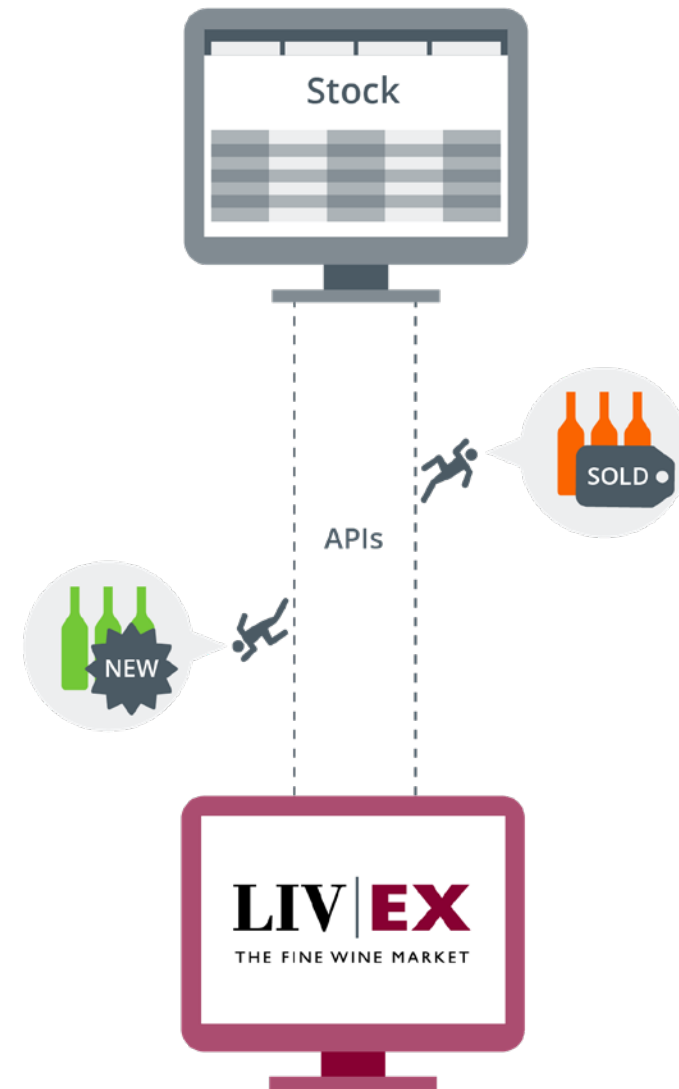 Stock
SOLD
APIs
NEW
LIV|EX
THE FINE WINE MARKET